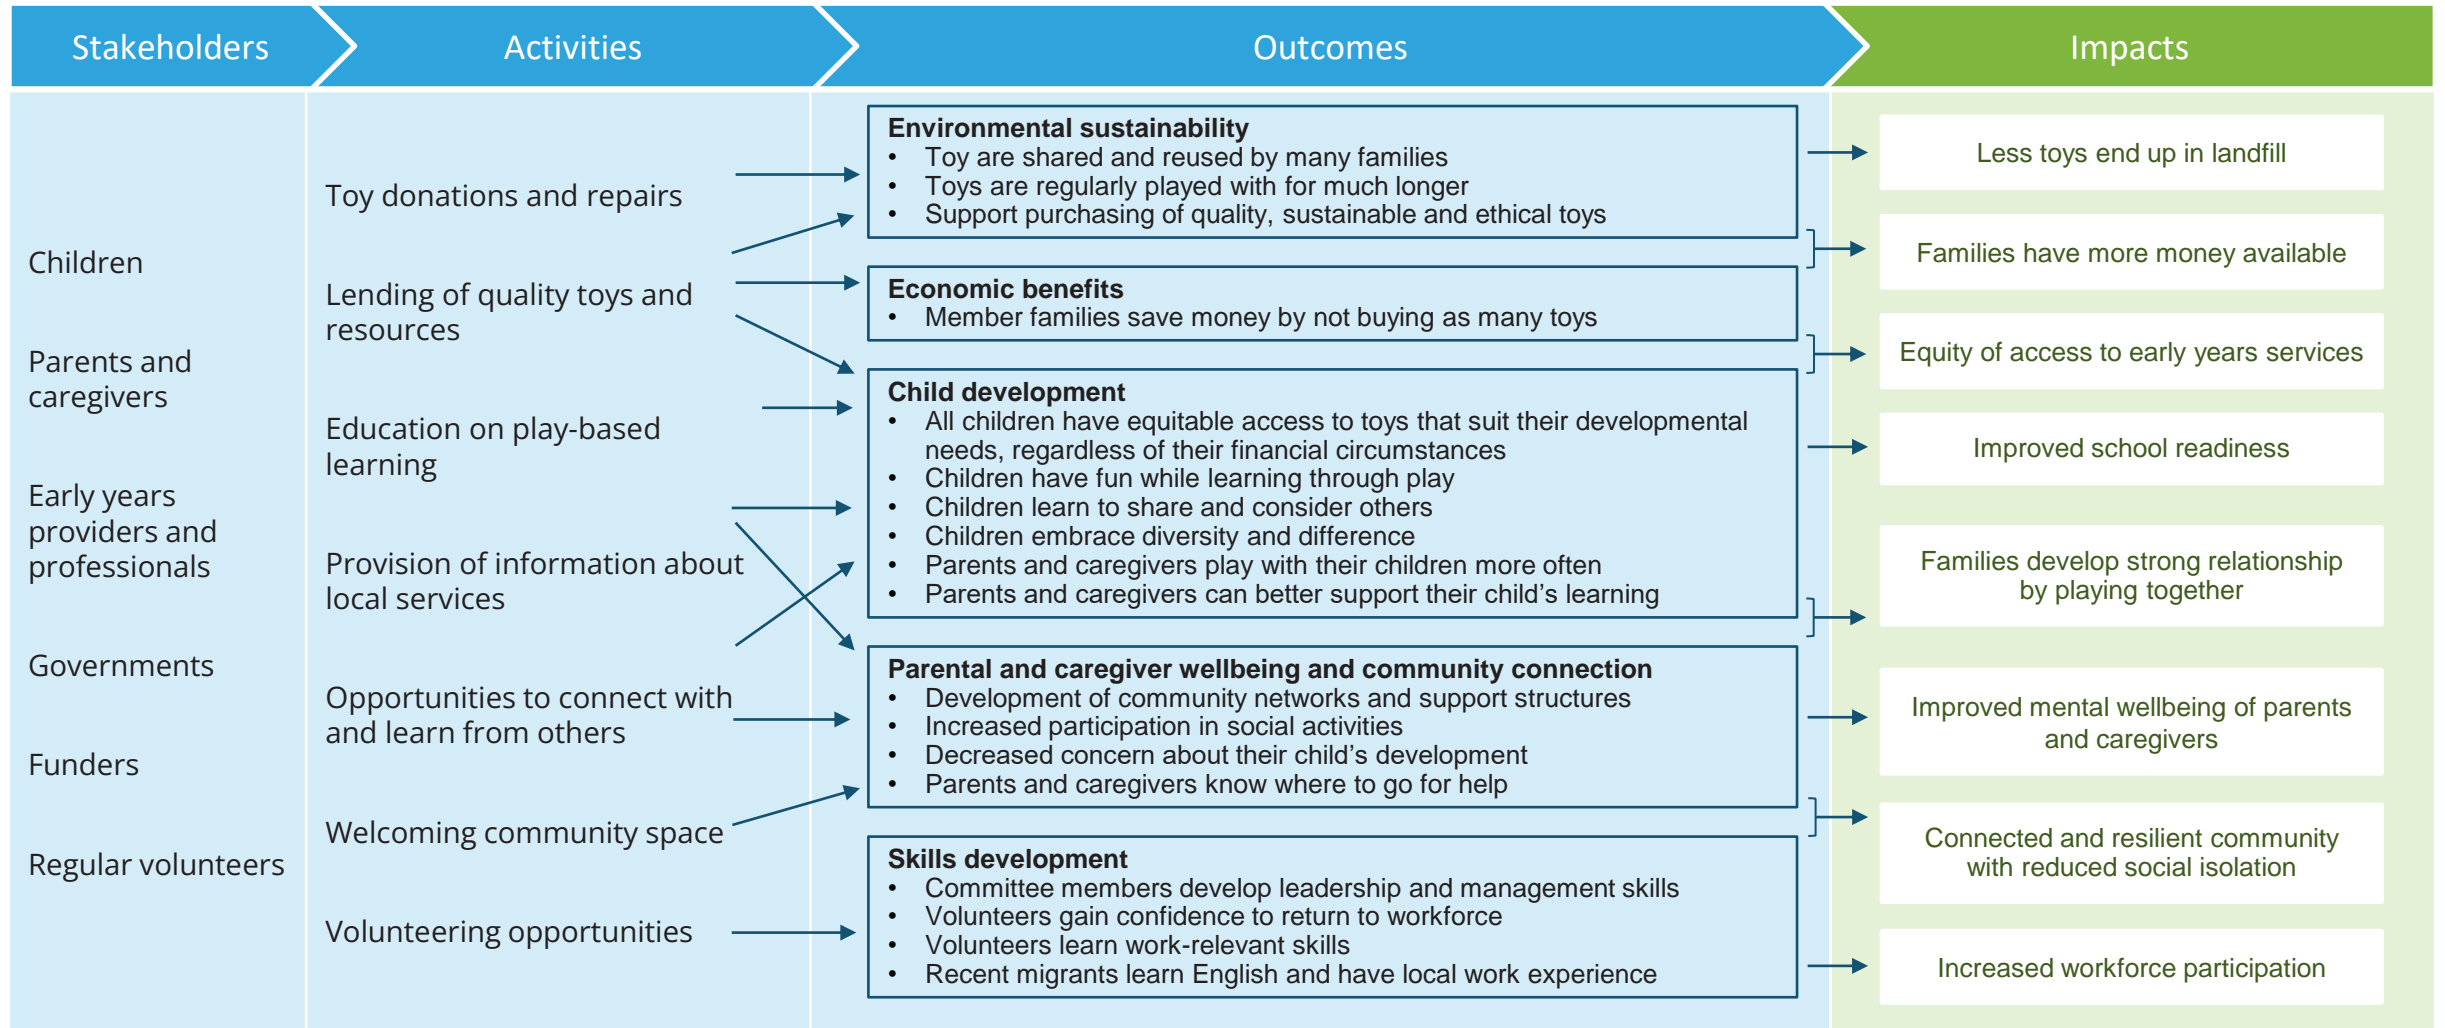 Stakeholders
Activities
Outcomes
Impacts
Children
Parents and
caregivers
Early years
providers and
professionals
Governments
Funders
Regular volunteers
Toy donations and repairs
Lending of quality toys and
resources
Education on play-based
learning
Provision of information about
local services
Opportunities to connect with
and learn from others
Welcoming community space
Volunteering opportunities
Environmental sustainability
• Toy are shared and reused by many families
• Toys are regularly played with for much longer
• Support purchasing of quality, sustainable and ethical toys
Economic benefits
• Member families save money by not buying as many toys
Child development
• All children have equitable access to toys that suit their developmental
needs, regardless of their financial circumstances
• Children have fun while learning through play
• Children learn to share and consider others
• Children embrace diversity and difference
• Parents and caregivers play with their children more often
• Parents and caregivers can better support their child’s learning
Parental and caregiver wellbeing and community connection
• Development of community networks and support structures
• Increased participation in social activities
• Decreased concern about their child’s development
• Parents and caregivers know where to go for help
Skills development
• Committee members develop leadership and management skills
• Volunteers gain confidence to return to workforce
• Volunteers learn work-relevant skills
• Recent migrants learn English and have local work experience
Less toys end up in landfill
Families have more money available
Equity of access to early years services
Improved school readiness
Families develop strong relationship
by playing together
Improved mental wellbeing of parents
and caregivers
Connected and resilient community
with reduced social isolation
Increased workforce participation